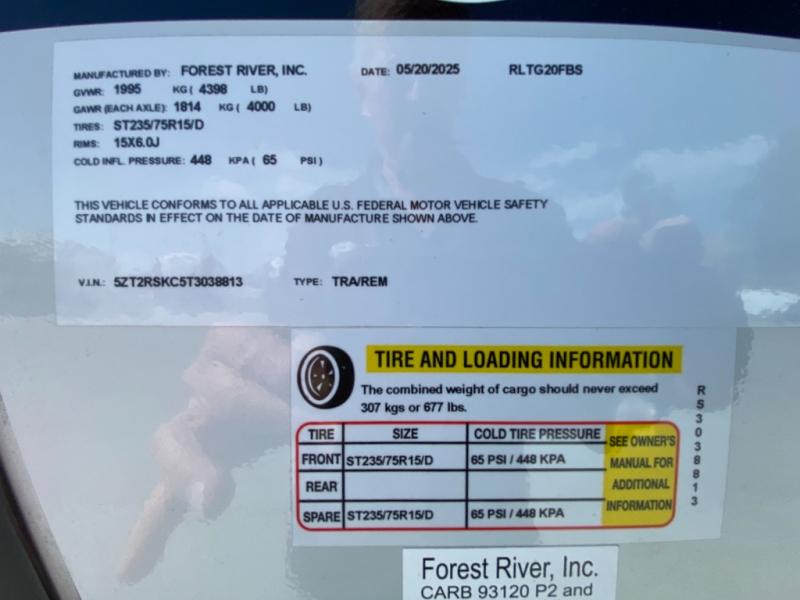 MANUFACTURED BY: FOREST RIVER, INC. DATE: 05/20/2025 RLTG20FBS
GVWR: 1995 KG ( 4398 LB)
GAWR (EACH AXLE): 1814 KG ( 4000 LB)
TIRES: ST235/75R15/D
RIMS: 15X6.0J
COLD INFL. PRESSURE: 448 KPA ( 65 PSI )
THIS VEHICLE CONFORMS TO ALL APPLICABLE U.S. FEDERAL MOTOR VEHICLE SAFETY
STANDARDS IN EFFECT ON THE DATE OF MANUFACTURE SHOWN ABOVE.
V.I.N.: 5ZT2RSKC5T3038813 TYPE: TRA/REM
TIRE AND LOADING INFORMATION
The combined weight of cargo should never exceed
307 kgs or 677 lbs.
TIRE SIZE COLD TIRE PRESSURE SEE OWNER'S
FRONT ST235/75R15/D 65 PSI / 448 KPA MANUAL FOR
REAR ADDITIONAL
SPARE ST235/75R15/D 65 PSI / 448 KPA INFORMATION
RS3038813
Forest River, Inc.
CARB 93120 P2 and